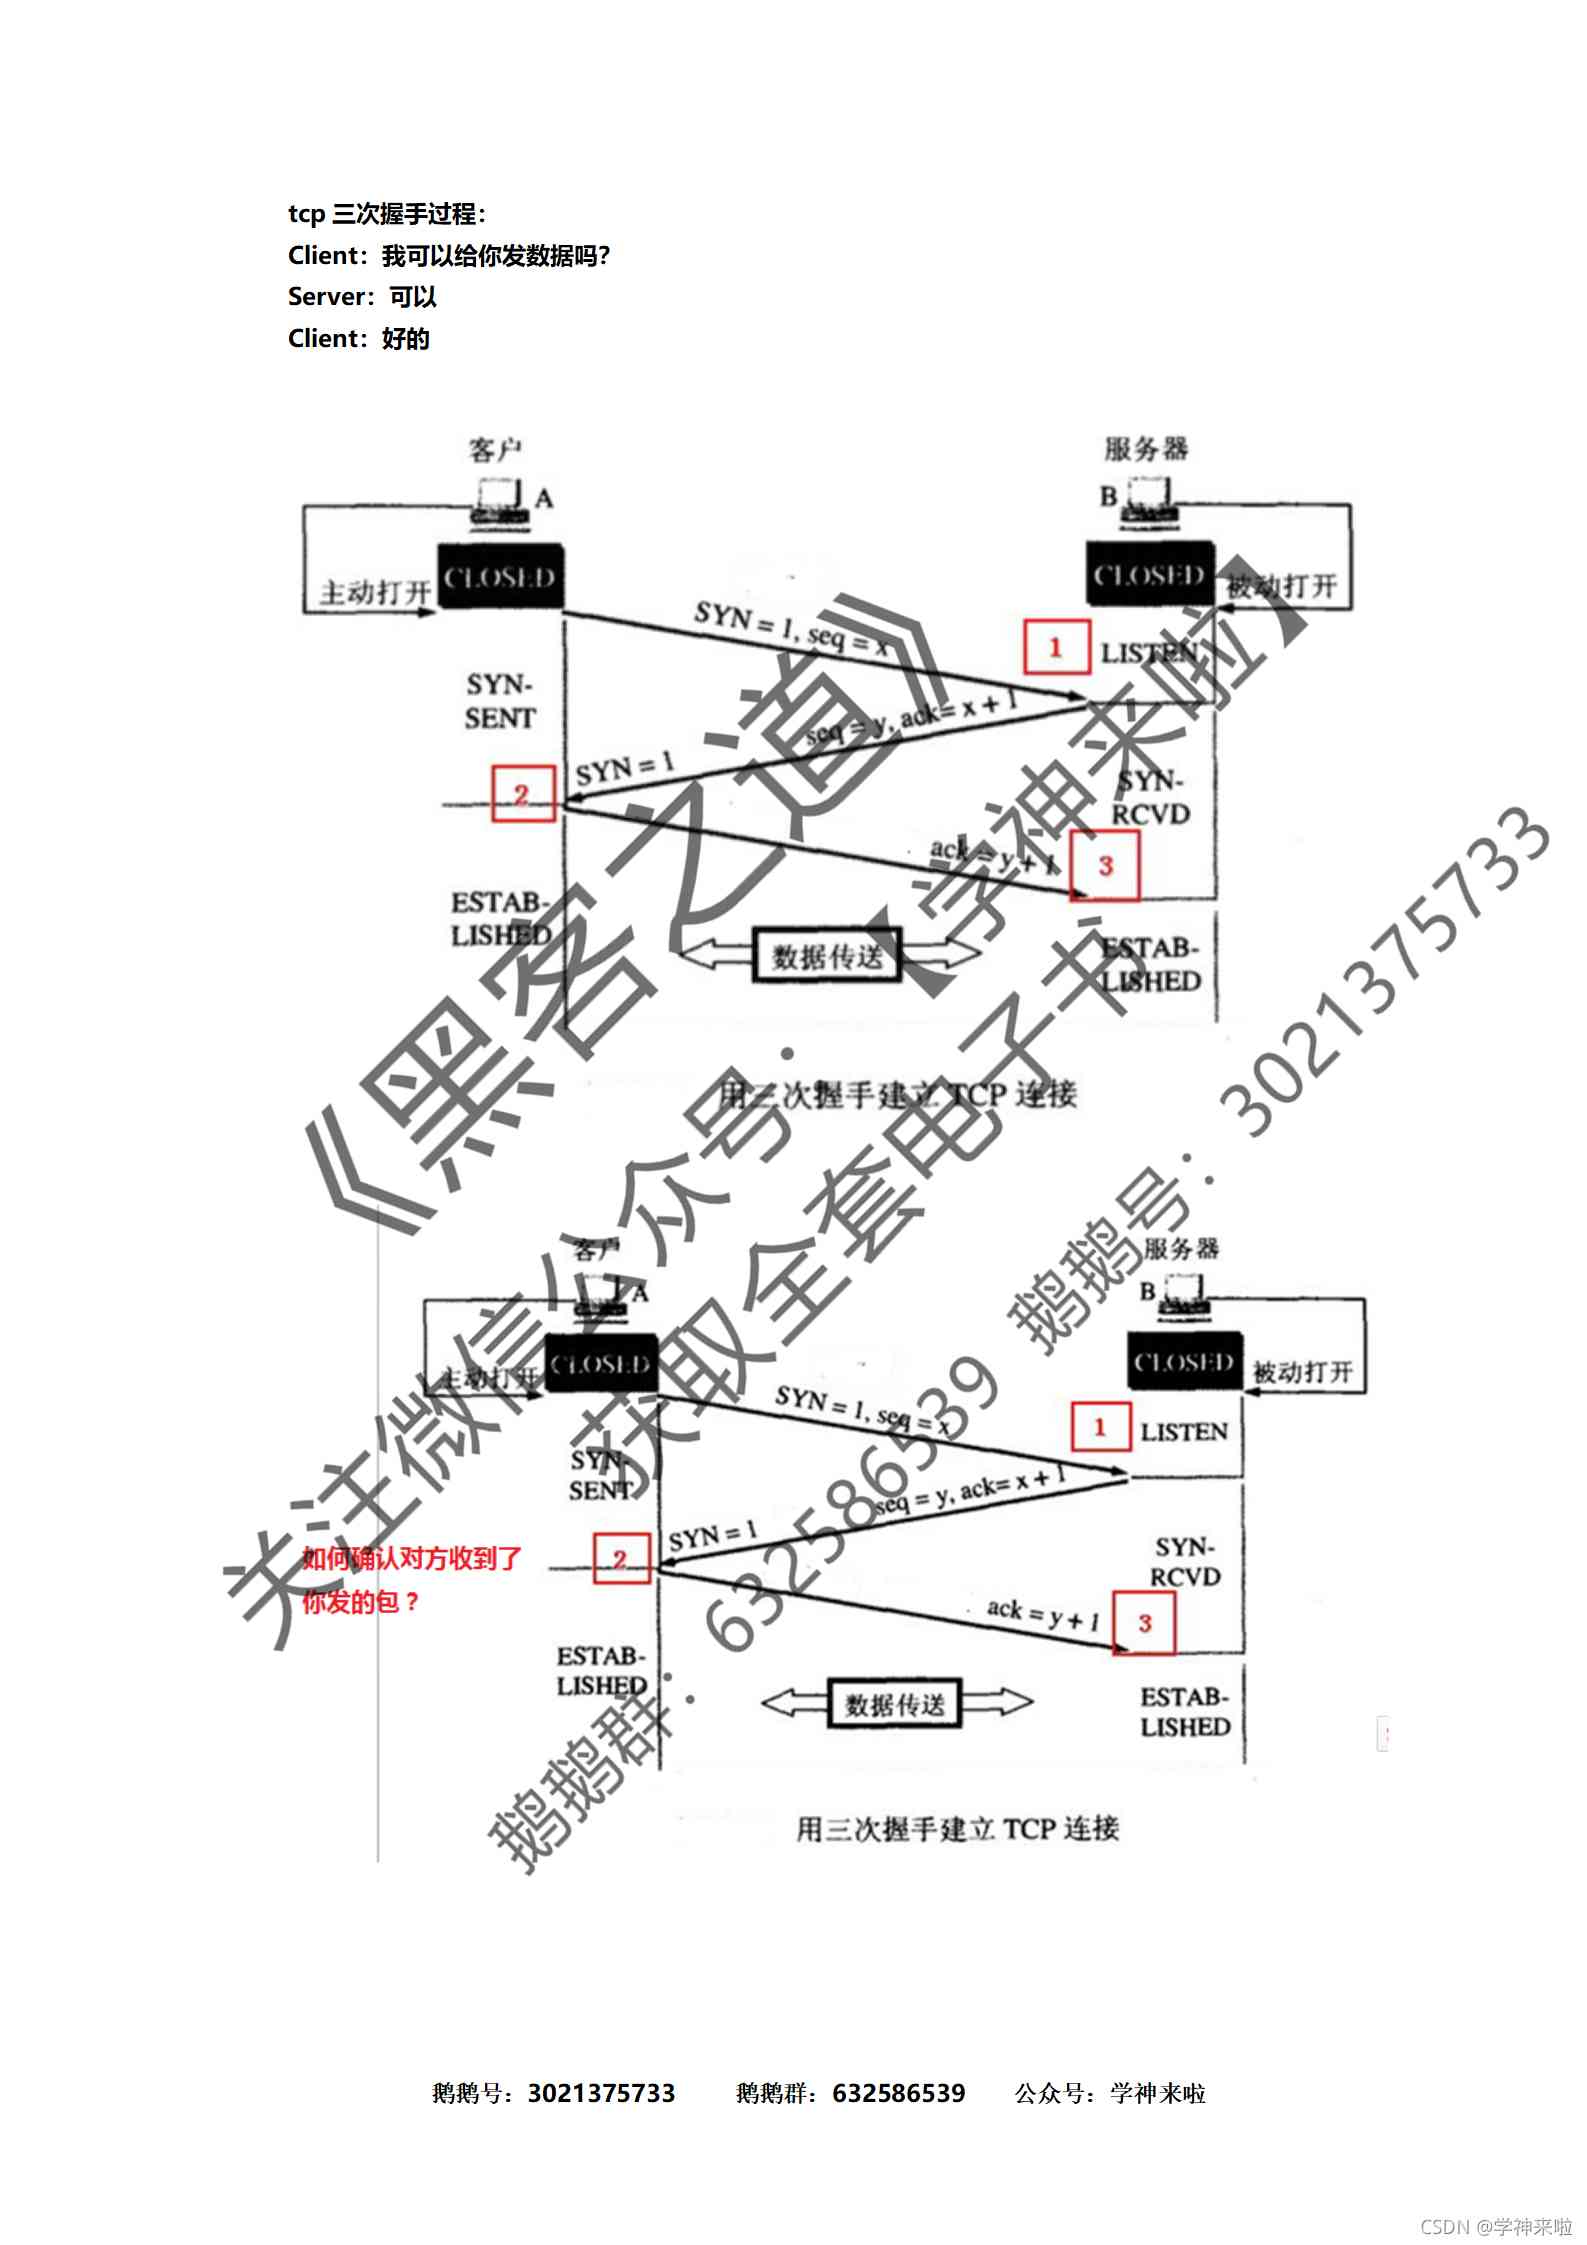 tcp 三次握手过程：
Client：我可以给你发数据吗？
Server：可以
Client：好的
客户
服务器
A
B
CLOSED
CLOSED
主动打开
被动打开
SYN = 1, seq = x
1
LISTEN
SYN-
SENT
seq = y, ack= x + 1
SYN = 1
2
SYN-
RCVD
ack = y + 1
3
ESTAB-
LISHED
数据传送
ESTAB-
LISHED
用三次握手建立 TCP 连接
客户
服务器
A
B
CLOSED
CLOSED
主动打开
被动打开
SYN = 1, seq = x
1
LISTEN
SYN-
SENT
seq = y, ack= x + 1
SYN = 1
2
如何确认对方收到了
你发的包？
SYN-
RCVD
ack = y + 1
3
ESTAB-
LISHED
数据传送
ESTAB-
LISHED
用三次握手建立 TCP 连接
《黑客之道》
关注微信公众号：【学神来啦】
获取全套电子书
鹅鹅群：632586539 鹅鹅号：3021375733
鹅鹅号：3021375733 鹅鹅群：632586539 公众号：学神来啦
CSDN @学神来啦